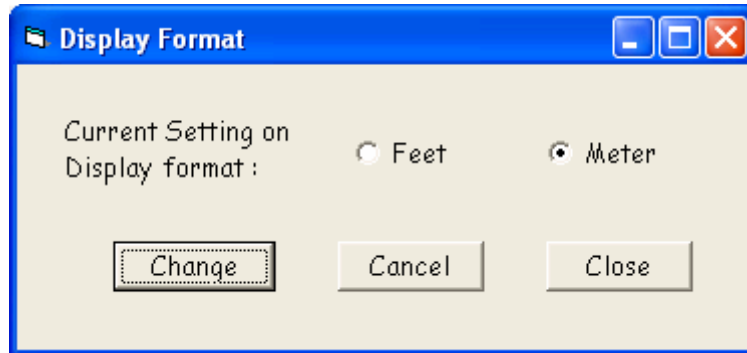 Display Format
Current Setting on
Display format :
Feet
Meter
Change
Cancel
Close